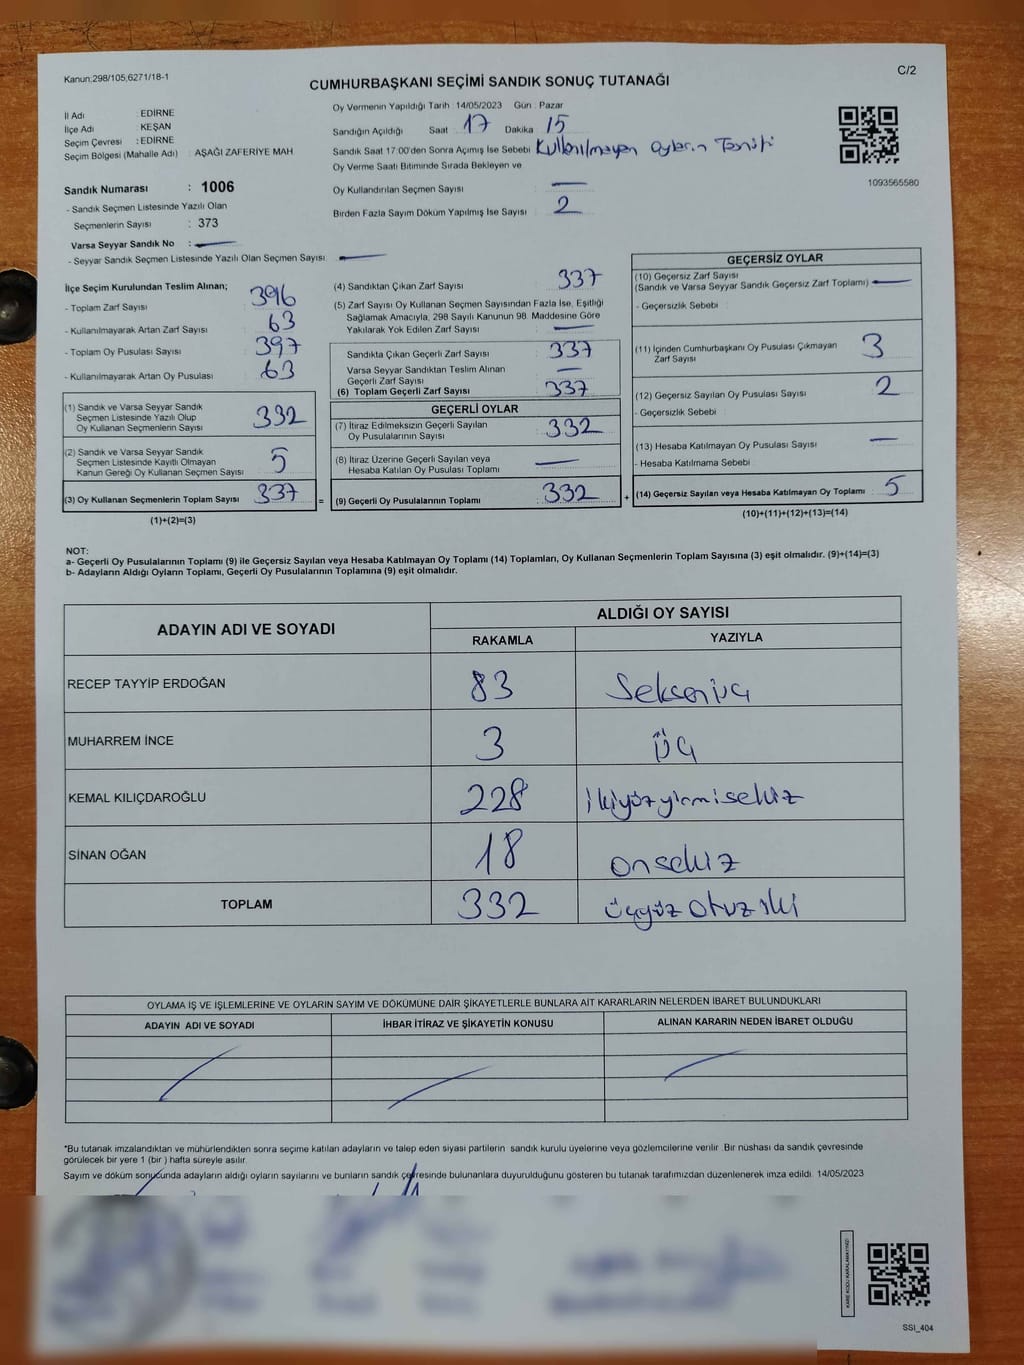 Kanun:298/105;6271/18-1
C/2
CUMHURBAŞKANI SEÇİMİ SANDIK SONUÇ TUTANAĞI
İl Adı : EDİRNE
İlçe Adı : KEŞAN
Seçim Çevresi : EDİRNE
Seçim Bölgesi (Mahalle Adı) : AŞAĞI ZAFERİYE MAH
Oy Vermenin Yapıldığı Tarih : 14/05/2023 Gün : Pazar
Sandığın Açıldığı Saat : 17 Dakika : 15
Sandık Saat 17:00'den Sonra Açımış İse Sebebi : Kullanılmayan oyların Tesniti
Oy Verme Saati Bitiminde Sırada Bekleyen ve
Oy Kullandırılan Seçmen Sayısı : —
Birden Fazla Sayım Döküm Yapılmış İse Sayısı : 2
1093565580
Sandık Numarası : 1006
- Sandık Seçmen Listesinde Yazılı Olan
Seçmenlerin Sayısı : 373
Varsa Seyyar Sandık No : —
- Seyyar Sandık Seçmen Listesinde Yazılı Olan Seçmen Sayısı : —
İlçe Seçim Kurulundan Teslim Alınan;
- Toplam Zarf Sayısı : 396
- Kullanılmayarak Artan Zarf Sayısı : 63
- Toplam Oy Pusulası Sayısı : 397
- Kullanılmayarak Artan Oy Pusulası : 63
(1) Sandık ve Varsa Seyyar Sandık
Seçmen Listesinde Yazılı Olup
Oy Kullanan Seçmenlerin Sayısı : 332
(2) Sandık ve Varsa Seyyar Sandık
Seçmen Listesinde Kayıtlı Olmayan
Kanun Gereği Oy Kullanan Seçmen Sayısı : 5
(3) Oy Kullanan Seçmenlerin Toplam Sayısı : 337
(1)+(2)=(3)
(4) Sandıktan Çıkan Zarf Sayısı : 337
(5) Zarf Sayısı Oy Kullanan Seçmen Sayısından Fazla İse, Eşitliği
Sağlamak Amacıyla, 298 Sayılı Kanunun 98. Maddesine Göre
Yakılarak Yok Edilen Zarf Sayısı : —
Sandıkta Çıkan Geçerli Zarf Sayısı : 337
Varsa Seyyar Sandıktan Teslim Alınan
Geçerli Zarf Sayısı : —
(6) Toplam Geçerli Zarf Sayısı : 337
GEÇERLİ OYLAR
(7) İtiraz Edilmeksizin Geçerli Sayılan
Oy Pusulalarının Sayısı : 332
(8) İtiraz Üzerine Geçerli Sayılan veya
Hesaba Katılan Oy Pusulası Toplamı : —
= (9) Geçerli Oy Pusulalarının Toplamı : 332
GEÇERSİZ OYLAR
(10) Geçersiz Zarf Sayısı
(Sandık ve Varsa Seyyar Sandık Geçersiz Zarf Toplamı) : —
- Geçersizlik Sebebi :
(11) İçinden Cumhurbaşkanı Oy Pusulası Çıkmayan
Zarf Sayısı : 3
(12) Geçersiz Sayılan Oy Pusulası Sayısı : 2
- Geçersizlik Sebebi :
(13) Hesaba Katılmayan Oy Pusulası Sayısı : —
- Hesaba Katılmama Sebebi :
+ (14) Geçersiz Sayılan veya Hesaba Katılmayan Oy Toplamı : 5
(10)+(11)+(12)+(13)=(14)
NOT:
a- Geçerli Oy Pusulalarının Toplamı (9) ile Geçersiz Sayılan veya Hesaba Katılmayan Oy Toplamı (14) Toplamları, Oy Kullanan Seçmenlerin Toplam Sayısına (3) eşit olmalıdır. (9)+(14)=(3)
b- Adayların Aldığı Oyların Toplamı, Geçerli Oy Pusulalarının Toplamına (9) eşit olmalıdır.
ADAYIN ADI VE SOYADI
ALDIĞI OY SAYISI
RAKAMLA YAZIYLA
RECEP TAYYİP ERDOĞAN 83 Seksenüç
MUHARREM İNCE 3 Üç
KEMAL KILIÇDAROĞLU 228 ikiyüzyirmisekiz
SİNAN OĞAN 18 onsekiz
TOPLAM 332 üçyüz otuziki
OYLAMA İŞ VE İŞLEMLERİNE VE OYLARIN SAYIM VE DÖKÜMÜNE DAİR ŞİKAYETLERLE BUNLARA AİT KARARLARIN NELERDEN İBARET BULUNDUKLARI
ADAYIN ADI VE SOYADI İHBAR İTİRAZ VE ŞİKAYETİN KONUSU ALINAN KARARIN NEDEN İBARET OLDUĞU
*Bu tutanak imzalandıktan ve mühürlendikten sonra seçime katılan adayların ve talep eden siyasi partilerin sandık kurulu üyelerine veya gözlemcilerine verilir. Bir nüshası da sandık çevresinde
görülecek bir yere 1 (bir) hafta süreyle asılır.
Sayım ve döküm sonucunda adayların aldığı oyların sayılarını ve bunların sandık çevresinde bulunanlara duyurulduğunu gösteren bu tutanak tarafımızdan düzenlenerek imza edildi. 14/05/2023
KARE KODU KARALAMAYINIZ!
SSI_404